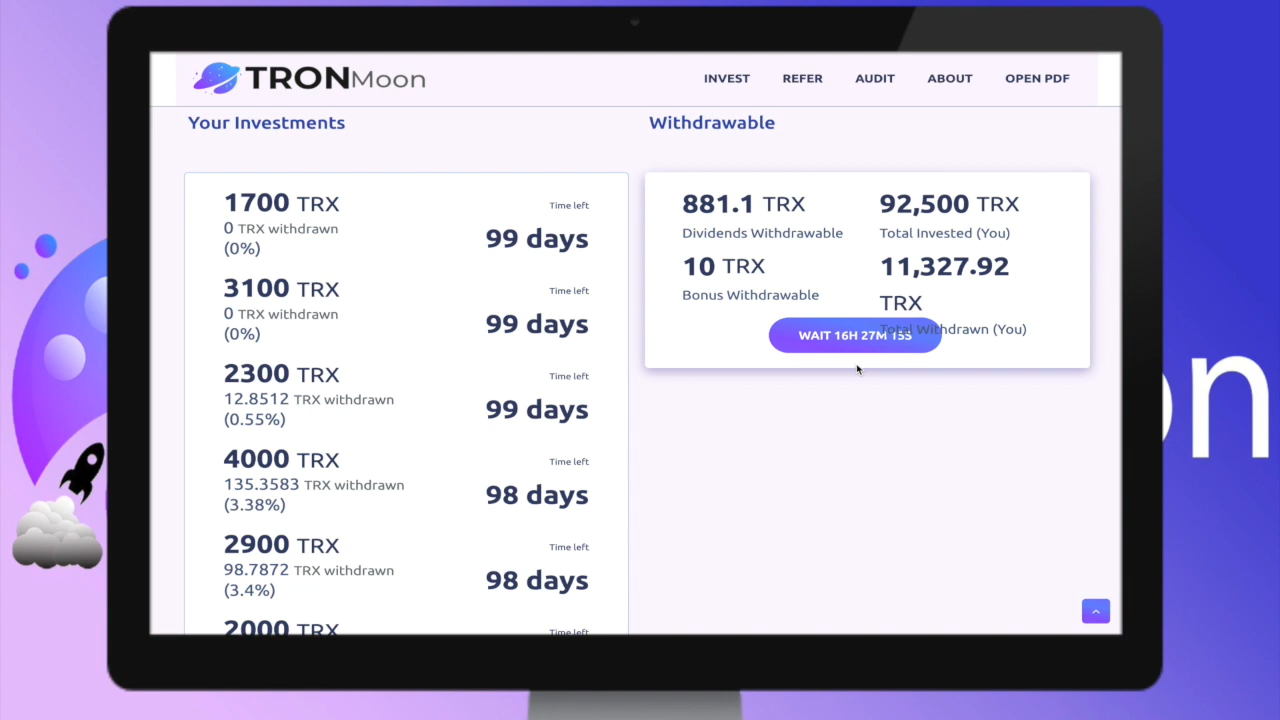 TRONMoon
INVEST REFER AUDIT ABOUT OPEN PDF
Your Investments
1700 TRX
0 TRX withdrawn
(0%)
Time left
99 days
3100 TRX
0 TRX withdrawn
(0%)
Time left
99 days
2300 TRX
12.8512 TRX withdrawn
(0.55%)
Time left
99 days
4000 TRX
135.3583 TRX withdrawn
(3.38%)
Time left
98 days
2900 TRX
98.7872 TRX withdrawn
(3.4%)
Time left
98 days
2000 TRX
Time left
Withdrawable
881.1 TRX
Dividends Withdrawable
92,500 TRX
Total Invested (You)
10 TRX
Bonus Withdrawable
11,327.92
TRX
Total Withdrawn (You)
WAIT 16H 27M 15S
on